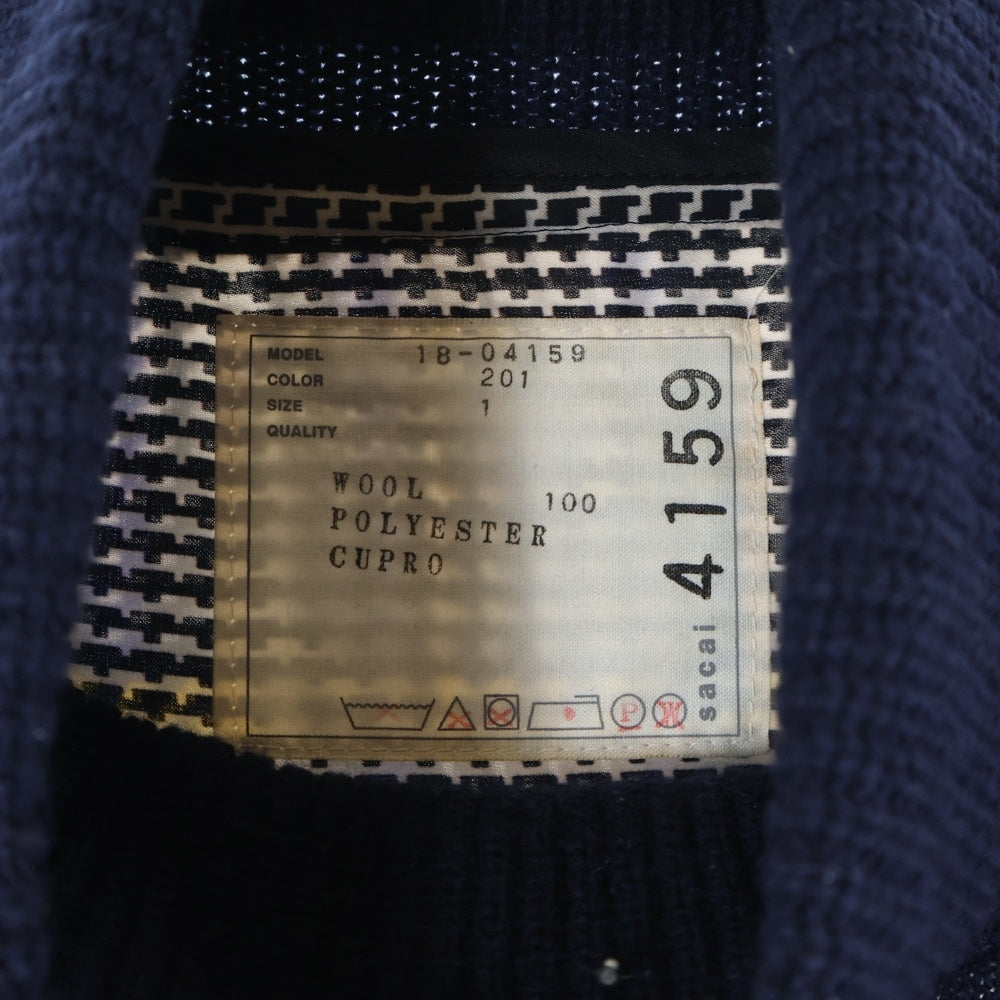 MODEL 18-04159
COLOR 201
SIZE 1
QUALITY
WOOL 100
POLYESTER
CUPRO
P
W
sacai 4159